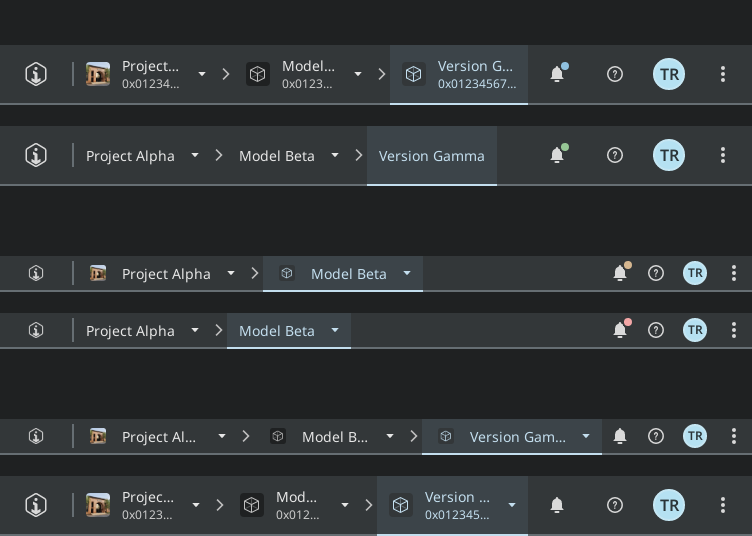 Project... Model... Version G...
0x01234... 0x0123... 0x01234567... TR
Project Alpha Model Beta Version Gamma TR
Project Alpha Model Beta TR
Project Alpha Model Beta TR
Project Al... Model B... Version Gam... TR
Projec... Mod... Version ...
0x0123... 0x012... 0x012345... TR